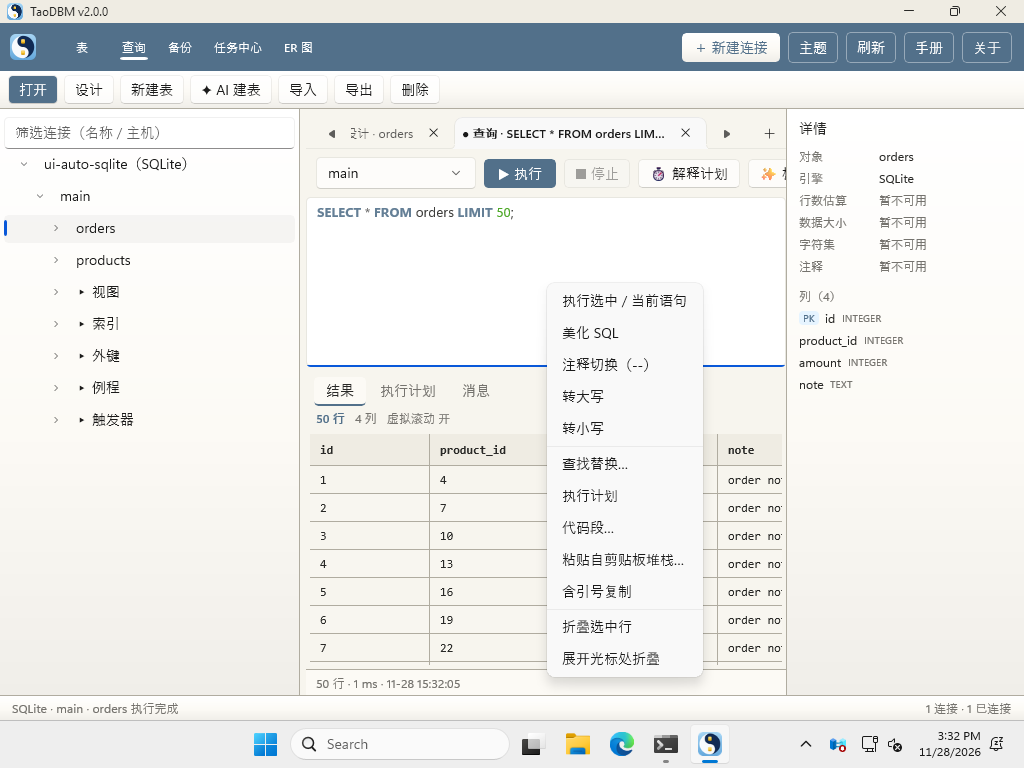 TaoDBM v2.0.0
表 查询 备份 任务中心 ER 图
+ 新建连接 主题 刷新 手册 关于
打开 设计 新建表 ✦ AI 建表 导入 导出 删除
筛选连接（名称 / 主机）
ui-auto-sqlite（SQLite）
main
orders
products
视图
索引
外键
例程
触发器
设计 · orders
● 查询 · SELECT * FROM orders LIM...
main 执行 停止 解释计划
SELECT * FROM orders LIMIT 50;
执行选中 / 当前语句
美化 SQL
注释切换（--）
转大写
转小写
查找替换...
执行计划
代码段...
粘贴自剪贴板堆栈...
含引号复制
折叠选中行
展开光标处折叠
结果 执行计划 消息
50 行 4 列 虚拟滚动 开
id product_id note
1 4 order no
2 7 order no
3 10 order no
4 13 order no
5 16 order no
6 19 order no
7 22 order no
50 行 · 1 ms · 11-28 15:32:05
详情
对象 orders
引擎 SQLite
行数估算 暂不可用
数据大小 暂不可用
字符集 暂不可用
注释 暂不可用
列（4）
PK id INTEGER
product_id INTEGER
amount INTEGER
note TEXT
SQLite · main · orders 执行完成
1 连接 · 1 已连接
Search
3:32 PM
11/28/2026